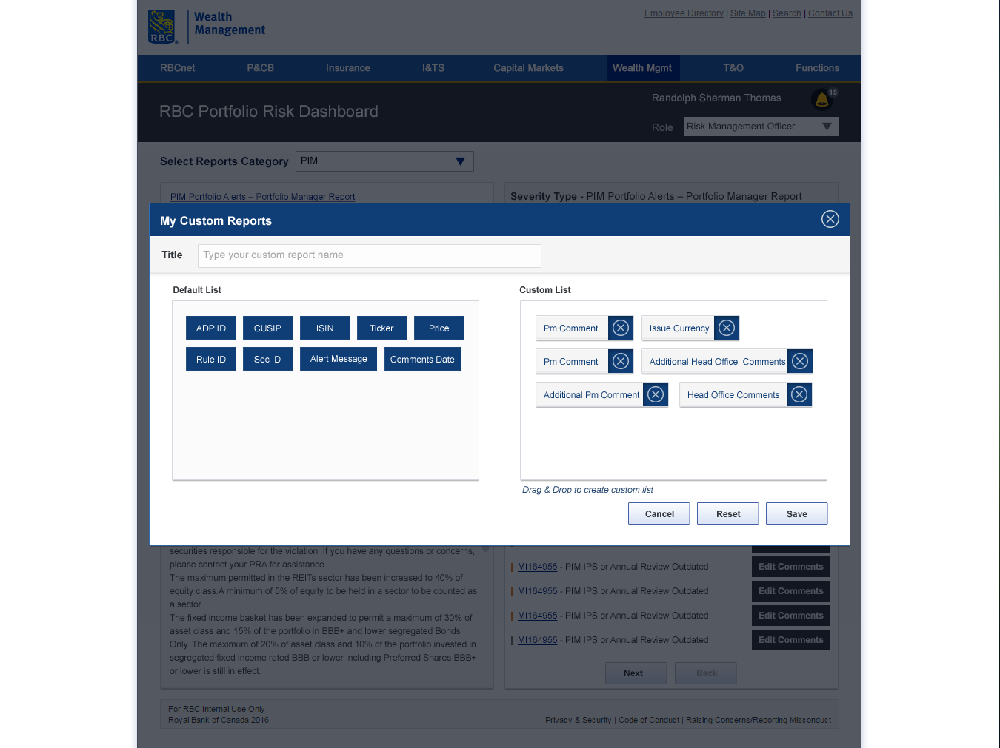 RBC
®
Wealth
Management
Employee Directory | Site Map | Search | Contact Us
RBCnet P&CB Insurance I&TS Capital Markets Wealth Mgmt T&O Functions
RBC Portfolio Risk Dashboard
Randolph Sherman Thomas
15
Role
Risk Management Officer
Select Reports Category
PIM
PIM Portfolio Alerts – Portfolio Manager Report
Severity Type - PIM Portfolio Alerts – Portfolio Manager Report
My Custom Reports
Title
Type your custom report name
Default List
ADP ID CUSIP ISIN Ticker Price
Rule ID Sec ID Alert Message Comments Date
Custom List
Pm Comment Issue Currency
Pm Comment Additional Head Office Comments
Additional Pm Comment Head Office Comments
Drag & Drop to create custom list
Cancel Reset Save
securities responsible for the violation. If you have any questions or concerns,
please contact your PRA for assistance.
The maximum permitted in the REITs sector has been increased to 40% of
equity class.A minimum of 5% of equity to be held in a sector to be counted as
a sector.
The fixed income basket has been expanded to permit a maximum of 30% of
asset class and 15% of the portfolio in BBB+ and lower segregated Bonds
Only. The maximum of 20% of asset class and 10% of the portfolio invested in
segregated fixed income rated BBB or lower including Preferred Shares BBB+
or lower is still in effect.
MI164955 - PIM IPS or Annual Review Outdated Edit Comments
MI164955 - PIM IPS or Annual Review Outdated Edit Comments
MI164955 - PIM IPS or Annual Review Outdated Edit Comments
MI164955 - PIM IPS or Annual Review Outdated Edit Comments
Next Back
For RBC Internal Use Only
Royal Bank of Canada 2016
Privacy & Security | Code of Conduct | Raising Concerns/Reporting Misconduct